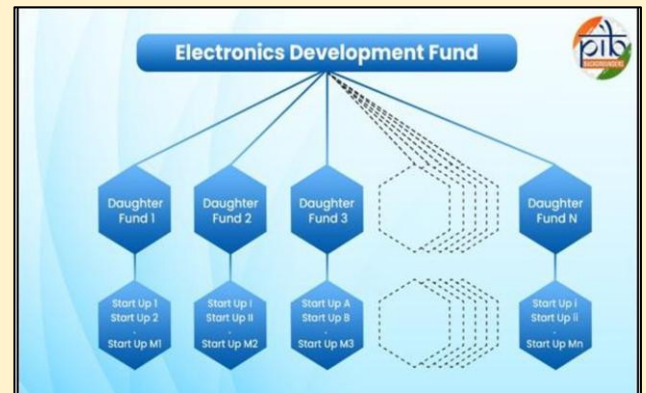 Electronics Development Fund
pib
BACKGROUNDERS
Daughter
Fund 1
Daughter
Fund 2
Daughter
Fund 3
Daughter
Fund N
Start Up 1
Start Up 2
.
Start Up M1
Start Up I
Start Up II
.
Start Up M2
Start Up A
Start Up B
.
Start Up M3
Start Up i
Start Up ii
.
Start Up Mn